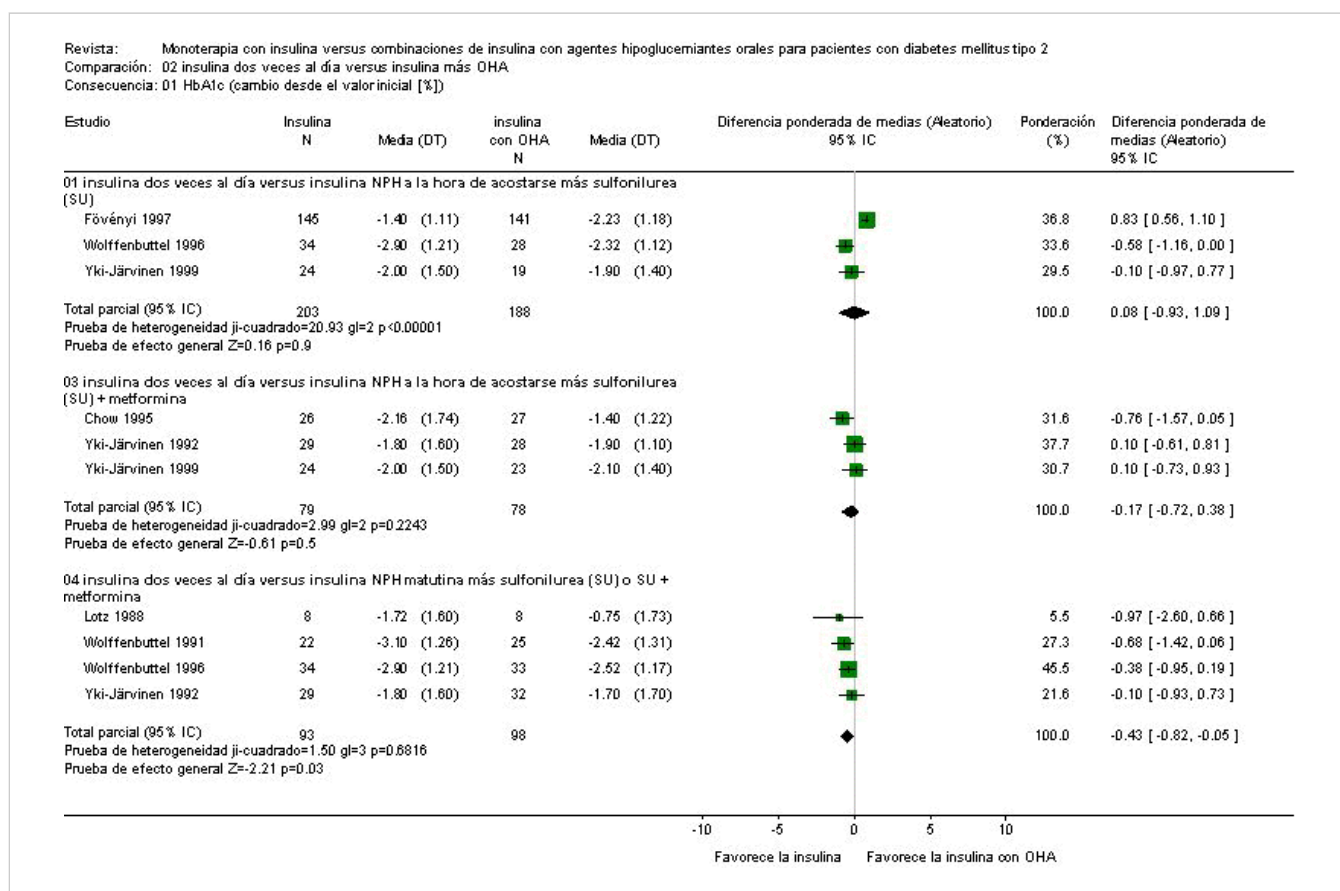 Revista: Monoterapia con insulina versus combinaciones de insulina con agentes hipoglucemiantes orales para pacientes con diabetes mellitus tipo 2
Comparación: 02 insulina dos veces al día versus insulina más OHA
Consecuencia: 01 HbA1c (cambio desde el valor inicial [%])
Estudio Insulina insulina Diferencia ponderada de medias (Aleatorio) Ponderación Diferencia ponderada de
N Media (DT) con OHA Media (DT) 95% IC (%) medias (Aleatorio)
N 95% IC
01 insulina dos veces al día versus insulina NPH a la hora de acostarse más sulfonilurea
(SU)
Fövényi 1997 145 -1.40 (1.11) 141 -2.23 (1.18) 36.8 0.83 [ 0.56, 1.10 ]
Wolffenbuttel 1996 34 -2.90 (1.21) 28 -2.32 (1.12) 33.6 -0.58 [ -1.16, 0.00 ]
Yki-Järvinen 1999 24 -2.00 (1.50) 19 -1.90 (1.40) 29.5 -0.10 [ -0.97, 0.77 ]
Total parcial (95% IC) 203 188 100.0 0.08 [ -0.93, 1.09 ]
Prueba de heterogeneidad ji-cuadrado=20.93 gl=2 p<0.00001
Prueba de efecto general Z=0.16 p=0.9
03 insulina dos veces al día versus insulina NPH a la hora de acostarse más sulfonilurea
(SU) + metformina
Chow 1995 26 -2.16 (1.74) 27 -1.40 (1.22) 31.6 -0.76 [ -1.57, 0.05 ]
Yki-Järvinen 1992 29 -1.80 (1.60) 28 -1.90 (1.10) 37.7 0.10 [ -0.61, 0.81 ]
Yki-Järvinen 1999 24 -2.00 (1.50) 23 -2.10 (1.40) 30.7 0.10 [ -0.73, 0.93 ]
Total parcial (95% IC) 79 78 100.0 -0.17 [ -0.72, 0.38 ]
Prueba de heterogeneidad ji-cuadrado=2.99 gl=2 p=0.2243
Prueba de efecto general Z=-0.61 p=0.5
04 insulina dos veces al día versus insulina NPH matutina más sulfonilurea (SU) o SU +
metformina
Lotz 1988 8 -1.72 (1.60) 8 -0.75 (1.73) 5.5 -0.97 [ -2.60, 0.66 ]
Wolffenbuttel 1991 22 -3.10 (1.26) 25 -2.42 (1.31) 27.3 -0.68 [ -1.42, 0.06 ]
Wolffenbuttel 1996 34 -2.90 (1.21) 33 -2.52 (1.17) 45.5 -0.38 [ -0.95, 0.19 ]
Yki-Järvinen 1992 29 -1.80 (1.60) 32 -1.70 (1.70) 21.6 -0.10 [ -0.93, 0.73 ]
Total parcial (95% IC) 93 98 100.0 -0.43 [ -0.82, -0.05 ]
Prueba de heterogeneidad ji-cuadrado=1.50 gl=3 p=0.6816
Prueba de efecto general Z=-2.21 p=0.03
-10 -5 0 5 10
Favorece la insulina Favorece la insulina con OHA